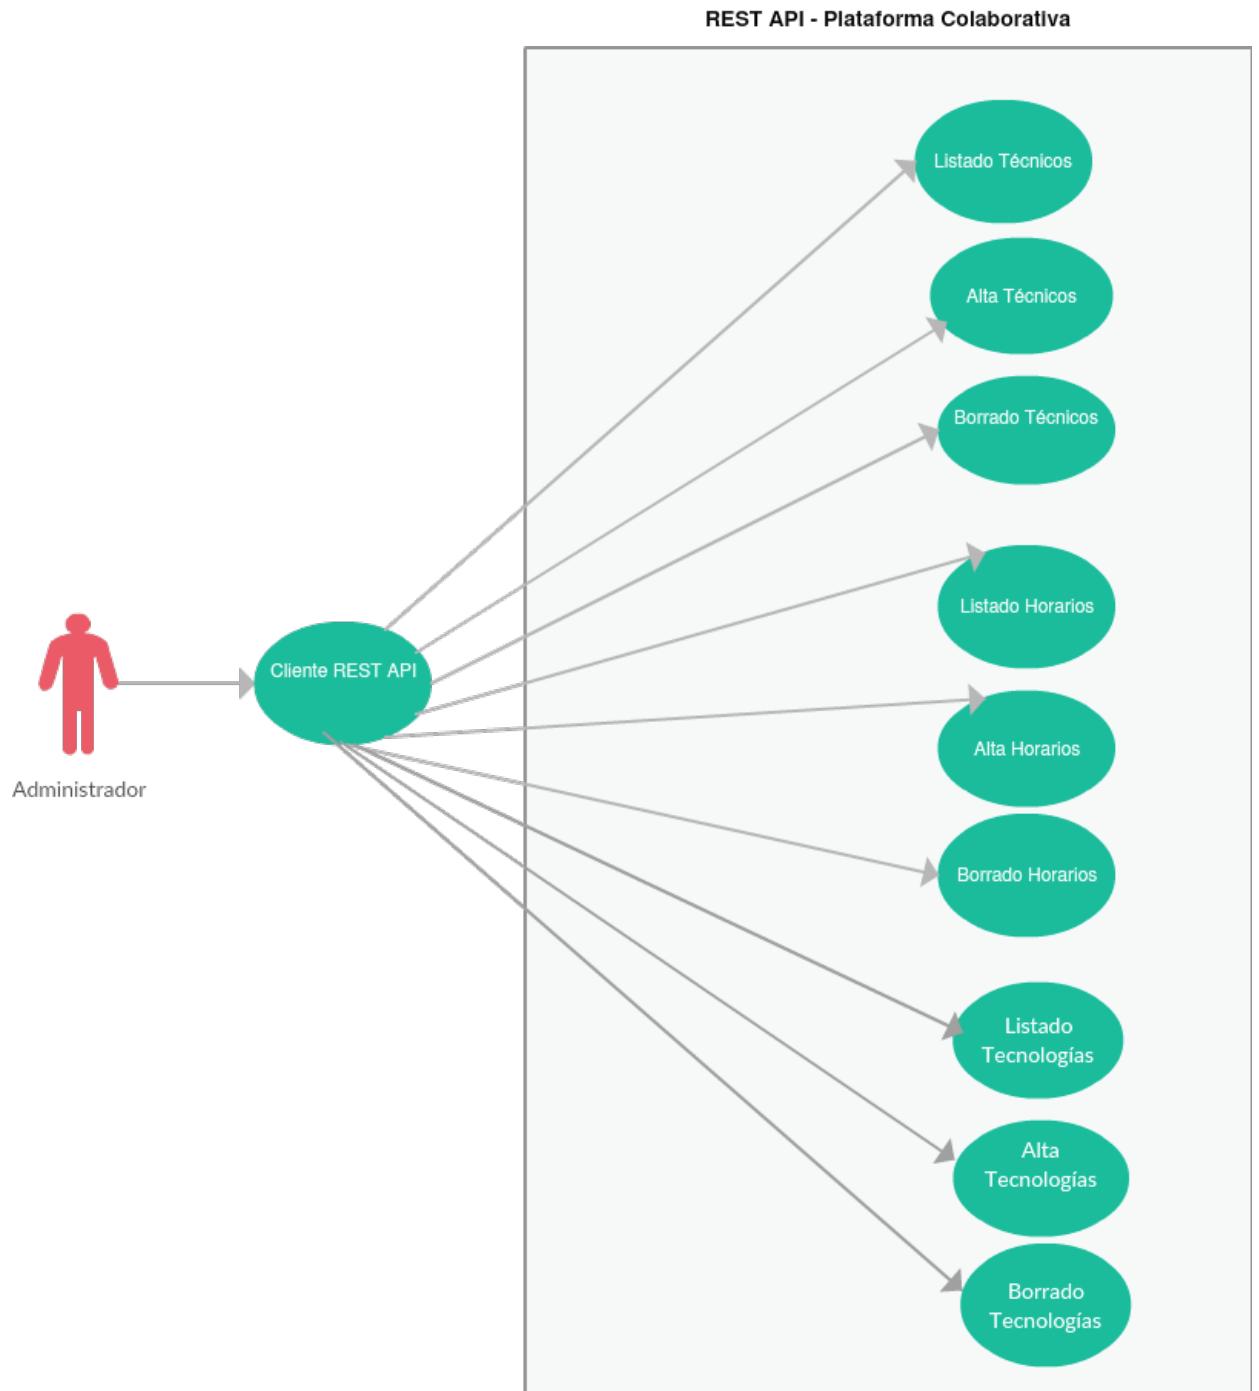 REST API - Plataforma Colaborativa
Listado Técnicos
Alta Técnicos
Borrado Técnicos
Listado Horarios
Cliente REST API
Alta Horarios
Administrador
Borrado Horarios
Listado
Tecnologías
Alta
Tecnologías
Borrado
Tecnologías